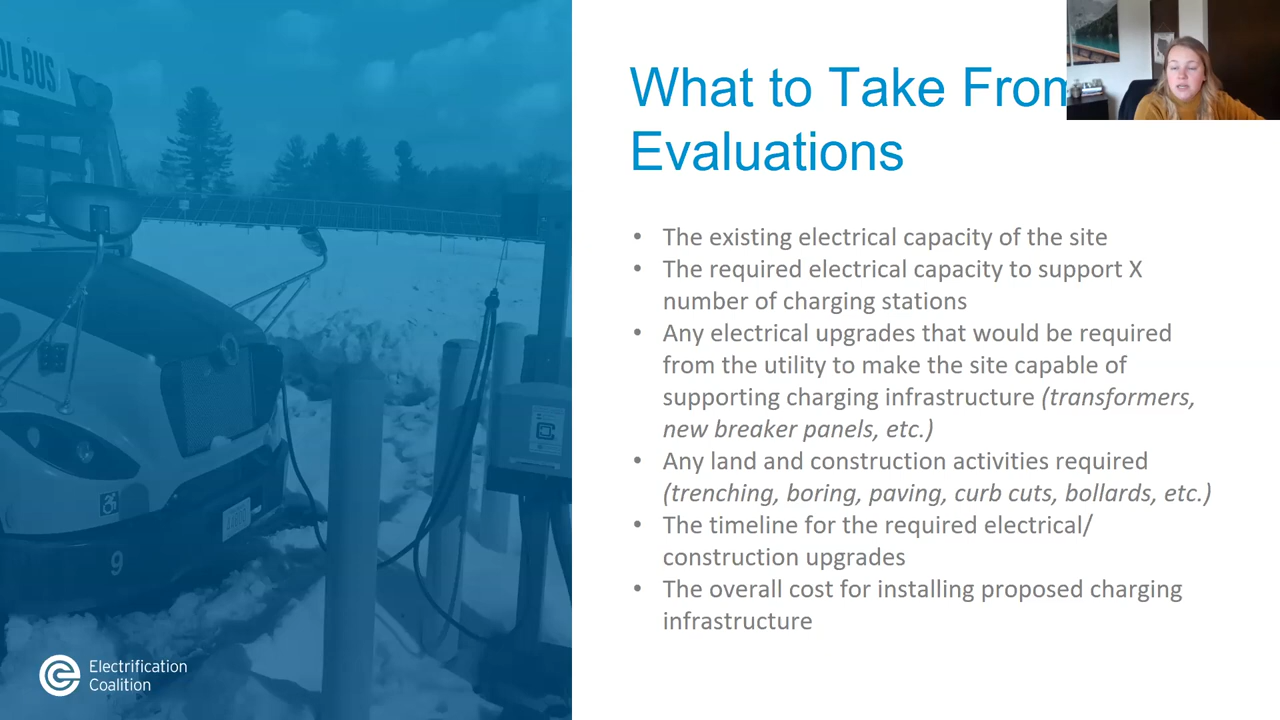 OL BUS
What to Take From
Evaluations
• The existing electrical capacity of the site
• The required electrical capacity to support X
number of charging stations
• Any electrical upgrades that would be required
from the utility to make the site capable of
supporting charging infrastructure (transformers,
new breaker panels, etc.)
• Any land and construction activities required
(trenching, boring, paving, curb cuts, bollards, etc.)
• The timeline for the required electrical/
construction upgrades
• The overall cost for installing proposed charging
infrastructure
9
Electrification
Coalition